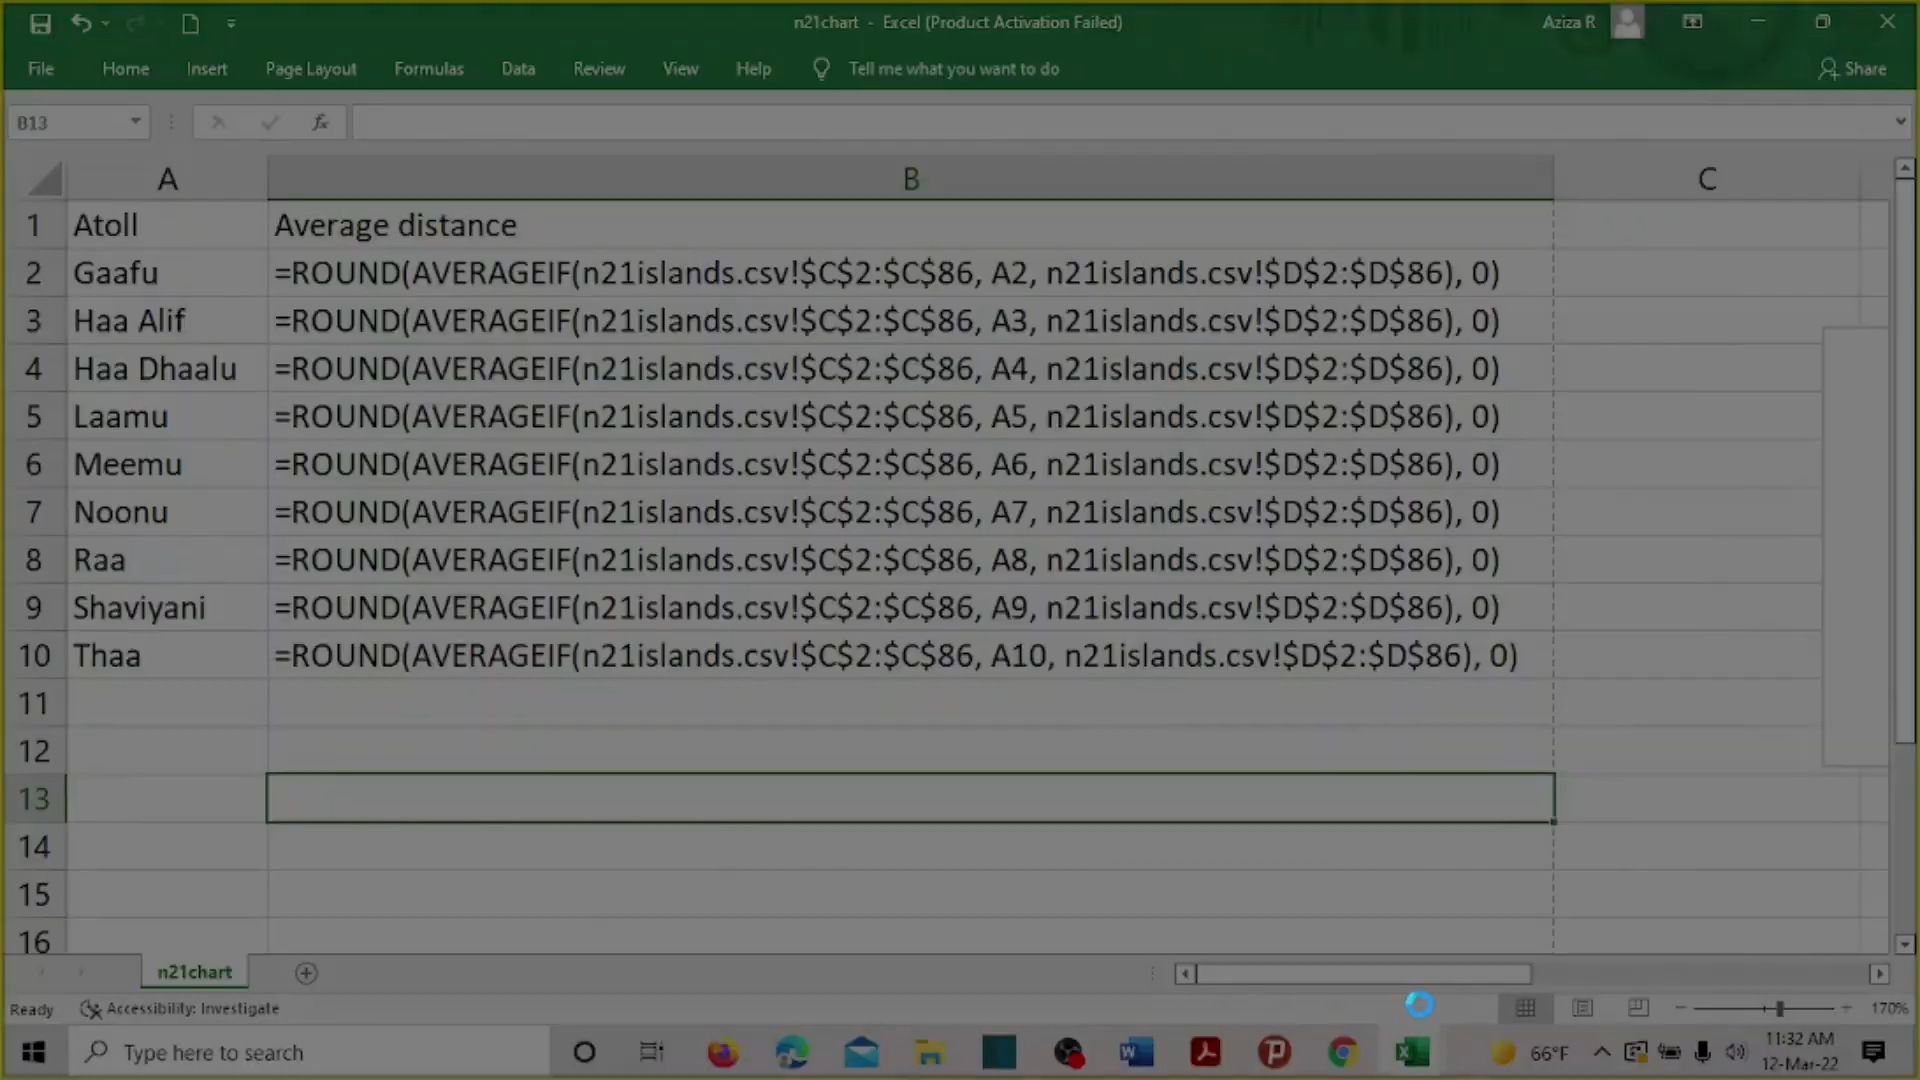 n21chart - Excel (Product Activation Failed)
Aziza R
File Home Insert Page Layout Formulas Data Review View Help Tell me what you want to do Share
B13 fx
A B C
1 Atoll Average distance
2 Gaafu =ROUND(AVERAGEIF(n21islands.csv!$C$2:$C$86, A2, n21islands.csv!$D$2:$D$86), 0)
3 Haa Alif =ROUND(AVERAGEIF(n21islands.csv!$C$2:$C$86, A3, n21islands.csv!$D$2:$D$86), 0)
4 Haa Dhaalu =ROUND(AVERAGEIF(n21islands.csv!$C$2:$C$86, A4, n21islands.csv!$D$2:$D$86), 0)
5 Laamu =ROUND(AVERAGEIF(n21islands.csv!$C$2:$C$86, A5, n21islands.csv!$D$2:$D$86), 0)
6 Meemu =ROUND(AVERAGEIF(n21islands.csv!$C$2:$C$86, A6, n21islands.csv!$D$2:$D$86), 0)
7 Noonu =ROUND(AVERAGEIF(n21islands.csv!$C$2:$C$86, A7, n21islands.csv!$D$2:$D$86), 0)
8 Raa =ROUND(AVERAGEIF(n21islands.csv!$C$2:$C$86, A8, n21islands.csv!$D$2:$D$86), 0)
9 Shaviyani =ROUND(AVERAGEIF(n21islands.csv!$C$2:$C$86, A9, n21islands.csv!$D$2:$D$86), 0)
10 Thaa =ROUND(AVERAGEIF(n21islands.csv!$C$2:$C$86, A10, n21islands.csv!$D$2:$D$86), 0)
11
12
13
14
15
16
n21chart
Ready Accessibility: Investigate 170%
Type here to search 66°F 11:32 AM
12-Mar-22